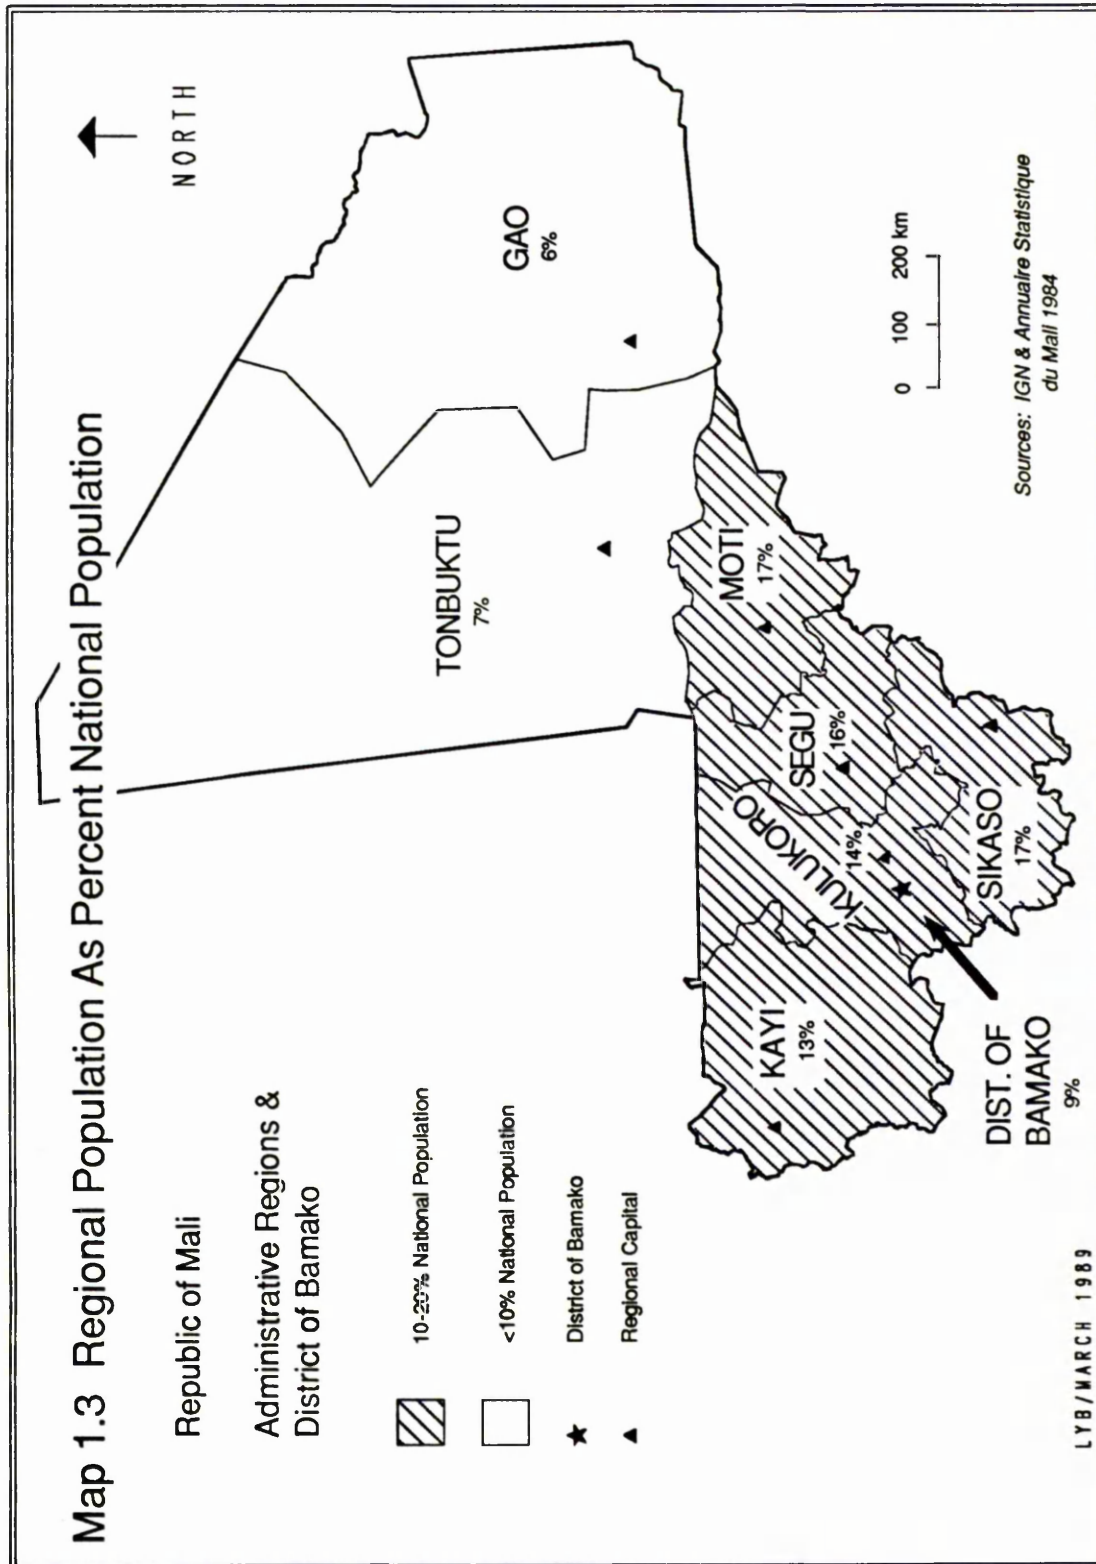 Map 1.3 Regional Population As Percent National Population
NORTH
Republic of Mali
Administrative Regions &
District of Bamako
10-20% National Population
<10% National Population
District of Bamako
Regional Capital
TONBUKTU
7%
GAO
6%
MOTI
17%
SEGU
16%
KULUKORO
14%
KAYI
13%
SIKASO
17%
DIST. OF
BAMAKO
9%
0 100 200 km
Sources: IGN & Annuaire Statistique
du Mali 1984
LYB/MARCH 1989